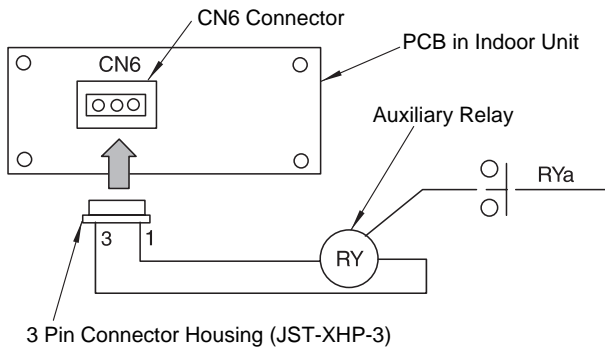 CN6 Connector
PCB in Indoor Unit
CN6
Auxiliary Relay
RYa
3 1
RY
3 Pin Connector Housing (JST-XHP-3)